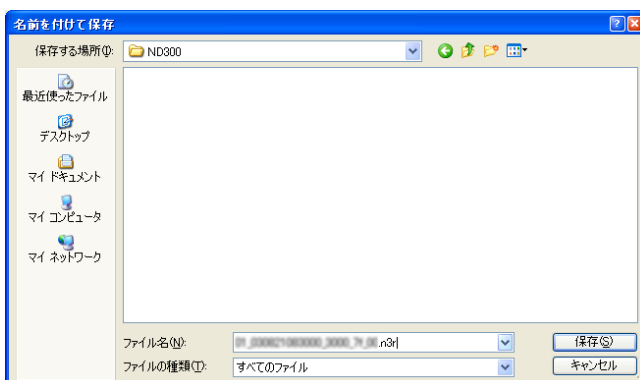 名前を付けて保存
保存する場所(I):
ND300
最近使ったファイル
デスクトップ
マイ ドキュメント
マイ コンピュータ
マイ ネットワーク
ファイル名(N):
.n3r
保存(S)
ファイルの種類(T):
すべてのファイル
キャンセル